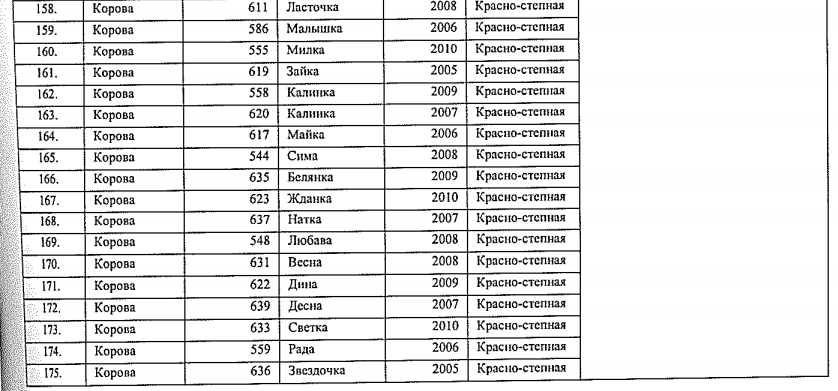 158. Корова 611 Ласточка 2008 Красно-степная
159. Корова 586 Малышка 2006 Красно-степная
160. Корова 555 Милка 2010 Красно-степная
161. Корова 619 Зайка 2005 Красно-степная
162. Корова 558 Калинка 2009 Красно-степная
163. Корова 620 Калинка 2007 Красно-степная
164. Корова 617 Майка 2006 Красно-степная
165. Корова 544 Сима 2008 Красно-степная
166. Корова 635 Белянка 2009 Красно-степная
167. Корова 623 Жданка 2010 Красно-степная
168. Корова 637 Натка 2007 Красно-степная
169. Корова 548 Любава 2008 Красно-степная
170. Корова 631 Весна 2008 Красно-степная
171. Корова 622 Дина 2009 Красно-степная
172. Корова 639 Десна 2007 Красно-степная
173. Корова 633 Светка 2010 Красно-степная
174. Корова 559 Рада 2006 Красно-степная
175. Корова 636 Звездочка 2005 Красно-степная